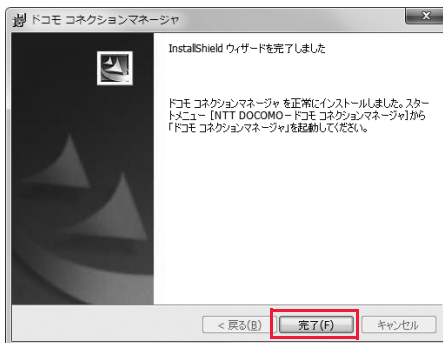 ドコモ コネクションマネージャ
InstallShield ウィザードを完了しました
ドコモ コネクションマネージャ を正常にインストールしました。スター
トメニュー [NTT DOCOMO－ドコモ コネクションマネージャ]から
「ドコモ コネクションマネージャ」を起動してください。
< 戻る(B) 完了(F) キャンセル